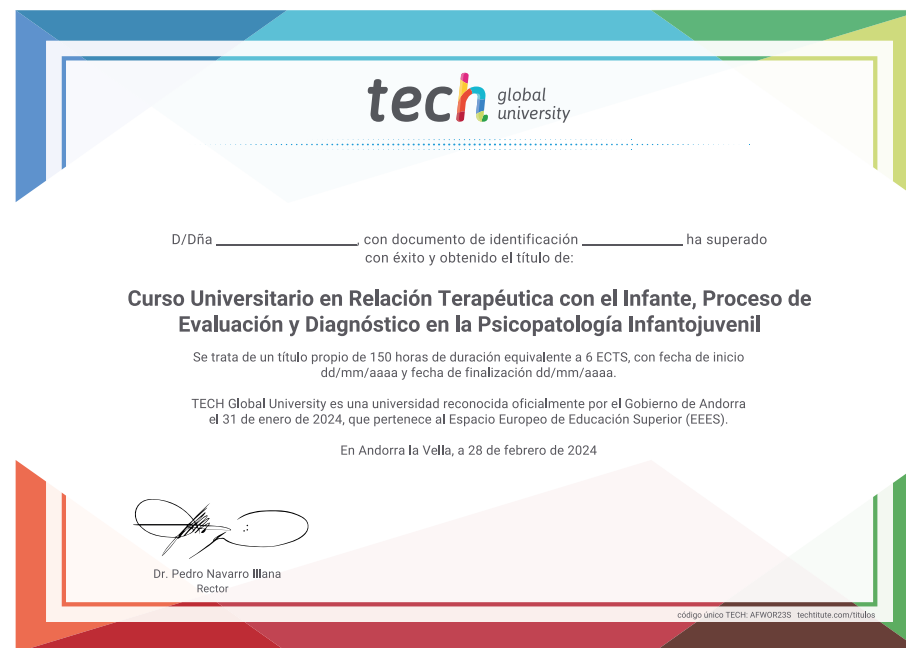 tech global university
D/Dña ____________, con documento de identificación ____________ ha superado
con éxito y obtenido el título de:
Curso Universitario en Relación Terapéutica con el Infante, Proceso de
Evaluación y Diagnóstico en la Psicopatología Infantojuvenil
Se trata de un título propio de 150 horas de duración equivalente a 6 ECTS, con fecha de inicio
dd/mm/aaaa y fecha de finalización dd/mm/aaaa.
TECH Global University es una universidad reconocida oficialmente por el Gobierno de Andorra
el 31 de enero de 2024, que pertenece al Espacio Europeo de Educación Superior (EEES).
En Andorra la Vella, a 28 de febrero de 2024
Dr. Pedro Navarro Illana
Rector
código único TECH: AFWOR23S techtitute.com/titulos